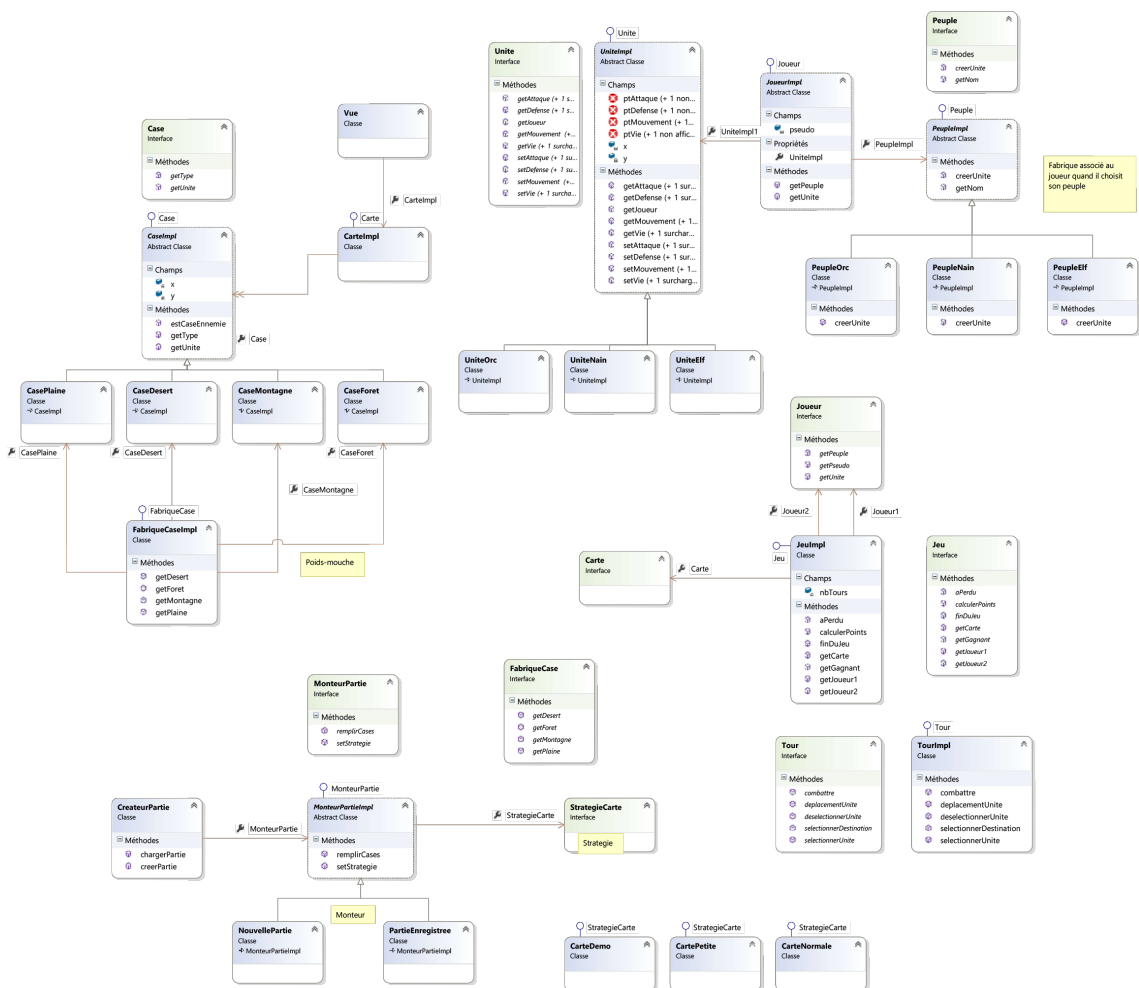 Unite
Interface
Méthodes
getAttaque (+ 1 s...
getDefense (+ 1 s...
getJoueur
getMouvement (+...
getVie (+ 1 surcha...
setAttaque (+ 1 su...
setDefense (+ 1 su...
setMouvement (+...
setVie (+ 1 surcha...
Unite
UniteImpl
Abstract Classe
Champs
ptAttaque (+ 1 non...
ptDefense (+ 1 non...
ptMouvement (+ 1...
ptVie (+ 1 non affic...
x
y
Méthodes
getAttaque (+ 1 sur...
getDefense (+ 1 sur...
getJoueur
getMouvement (+ 1...
getVie (+ 1 surchar...
setAttaque (+ 1 sur...
setDefense (+ 1 sur...
setMouvement (+ 1...
setVie (+ 1 surcharg...
UniteImpl1
Joueur
JoueurImpl
Abstract Classe
Champs
pseudo
Propriétés
UniteImpl
Méthodes
getPeuple
getUnite
PeupleImpl
Peuple
Interface
Méthodes
creerUnite
getNom
Peuple
PeupleImpl
Abstract Classe
Méthodes
creerUnite
getNom
Fabrique associé au
joueur quand il choisit
son peuple
PeupleOrc
Classe
PeupleImpl
Méthodes
creerUnite
PeupleNain
Classe
PeupleImpl
Méthodes
creerUnite
PeupleElf
Classe
PeupleImpl
Méthodes
creerUnite
Case
Interface
Méthodes
getType
getUnite
Vue
Classe
CarteImpl
Carte
CarteImpl
Classe
Case
CaseImpl
Abstract Classe
Champs
x
y
Méthodes
estCaseEnnemie
getType
getUnite
Case
UniteOrc
Classe
UniteImpl
UniteNain
Classe
UniteImpl
UniteElf
Classe
UniteImpl
CasePlaine
Classe
CaseImpl
CaseDesert
Classe
CaseImpl
CaseMontagne
Classe
CaseImpl
CaseForet
Classe
CaseImpl
CasePlaine
CaseDesert
CaseForet
CaseMontagne
FabriqueCase
FabriqueCaseImpl
Classe
Méthodes
getDesert
getForet
getMontagne
getPlaine
Poids-mouche
Joueur
Interface
Méthodes
getPeuple
getPseudo
getUnite
Joueur2
Joueur1
Carte
Interface
Carte
Jeu
JeuImpl
Classe
Champs
nbTours
Méthodes
aPerdu
calculerPoints
finDuJeu
getCarte
getGagnant
getJoueur1
getJoueur2
Jeu
Interface
Méthodes
aPerdu
calculerPoints
finDuJeu
getCarte
getGagnant
getJoueur1
getJoueur2
MonteurPartie
Interface
Méthodes
remplirCases
setStrategie
FabriqueCase
Interface
Méthodes
getDesert
getForet
getMontagne
getPlaine
Tour
Interface
Méthodes
combattre
deplacementUnite
deselectionnerUnite
selectionnerDestination
selectionnerUnite
Tour
TourImpl
Classe
Méthodes
combattre
deplacementUnite
deselectionnerUnite
selectionnerDestination
selectionnerUnite
CreateurPartie
Classe
Méthodes
chargerPartie
creerPartie
MonteurPartie
MonteurPartie
MonteurPartieImpl
Abstract Classe
Méthodes
remplirCases
setStrategie
StrategieCarte
StrategieCarte
Interface
Strategie
Monteur
NouvellePartie
Classe
MonteurPartieImpl
PartieEnregistree
Classe
MonteurPartieImpl
StrategieCarte
CarteDemo
Classe
StrategieCarte
CartePetite
Classe
StrategieCarte
CarteNormale
Classe